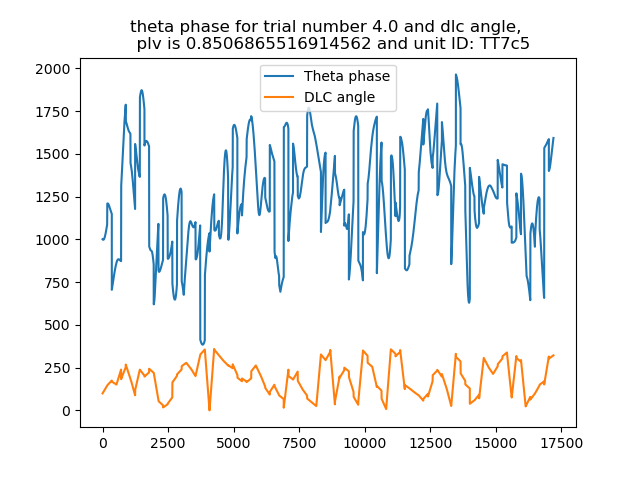 theta phase for trial number 4.0 and dlc angle,
plv is 0.8506865516914562 and unit ID: TT7c5
Theta phase
DLC angle
2000
1750
1500
1250
1000
750
500
250
0
0 2500 5000 7500 10000 12500 15000 17500